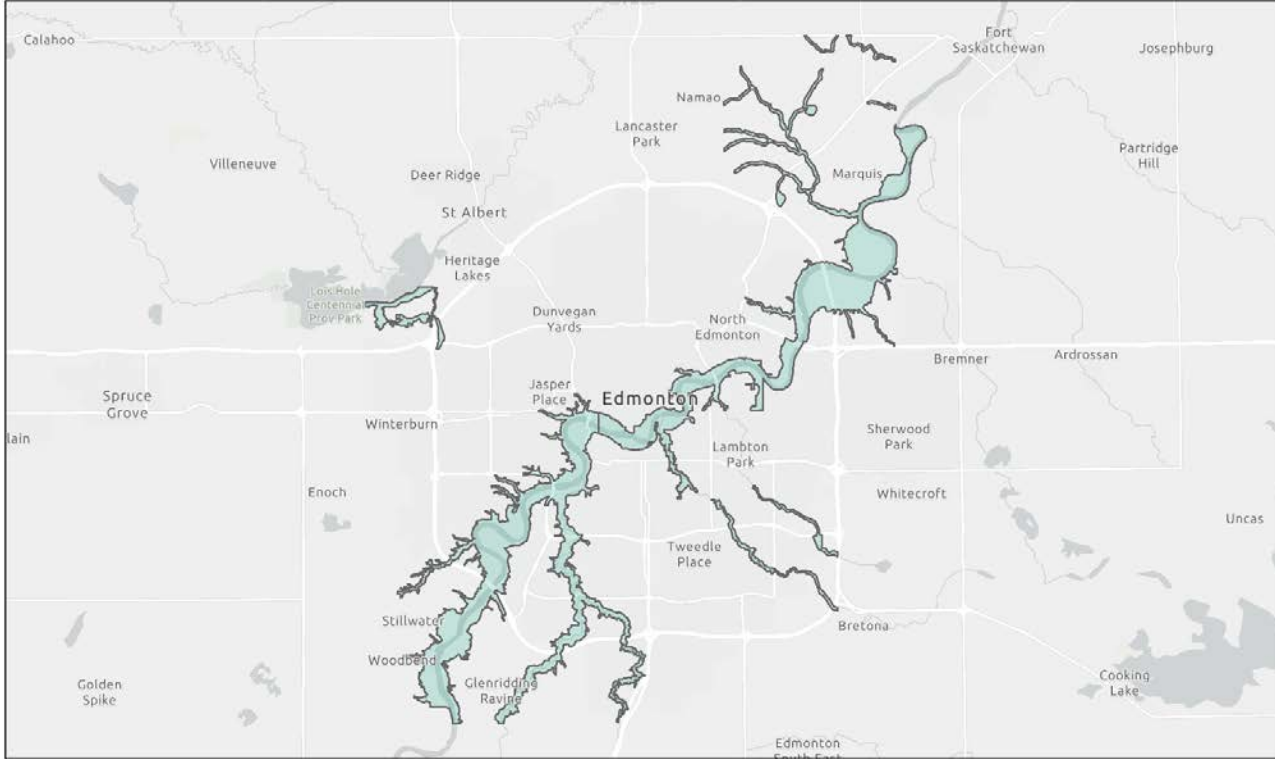 Calahoo
Fort
Saskatchewan
Josephburg
Namao
Lancaster
Park
Partridge
Hill
Villeneuve
Deer Ridge
Marquis
St Albert
Heritage
Lakes
Lois Hole
Centennial
Prov Park
Dunvegan
Yards
North
Edmonton
Bremner
Ardrossan
Jasper
Place
Edmonton
Spruce
Grove
Winterburn
Sherwood
Park
lain
Lambton
Park
Enoch
Whitecroft
Uncas
Tweedle
Place
Stillwater
Bretona
Woodbend
Golden
Spike
Glenridding
Ravine
Cooking
Lake
Edmonton
South East